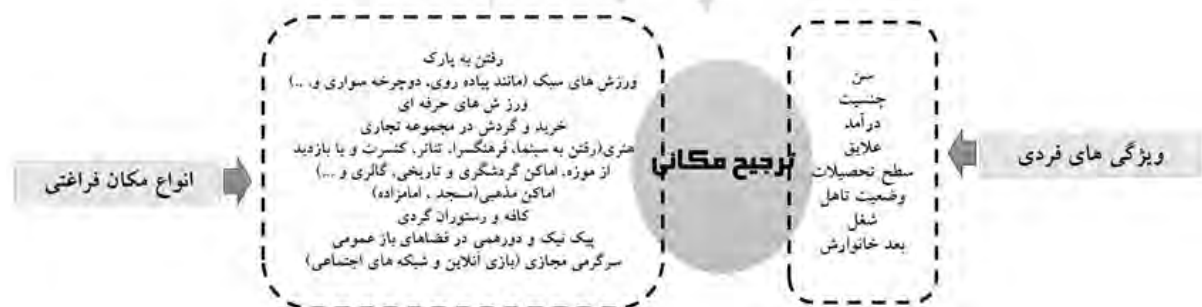 ویژگی های فردی
سن
جنسیت
درآمد
علایق
سطح تحصیلات
وضعیت تاهل
شغل
بعد خانوارش
ترجیح مکانی
رفتن به پارک
ورزش های سبک (مانند پیاده روی، دوچرخه سواری و. ..)
ورز ش های حرفه ای
خرید و گردش در مجموعه تجاری
هنری(رفتن به سینما، فرهنگسرا، تئاتر، کنسرت و یا بازدید
از موزه، اماکن گردشگری و تاریخی، گالری و ...)
اماکن مذهبی(مسجد ، امامزاده)
کافه و رستوران گردی
پیک نیک و دورهمی در فضاهای باز عمومی
سرگرمی مجازی (بازی آنلاین و شبکه های اجتماعی)
انواع مکان فراغتی